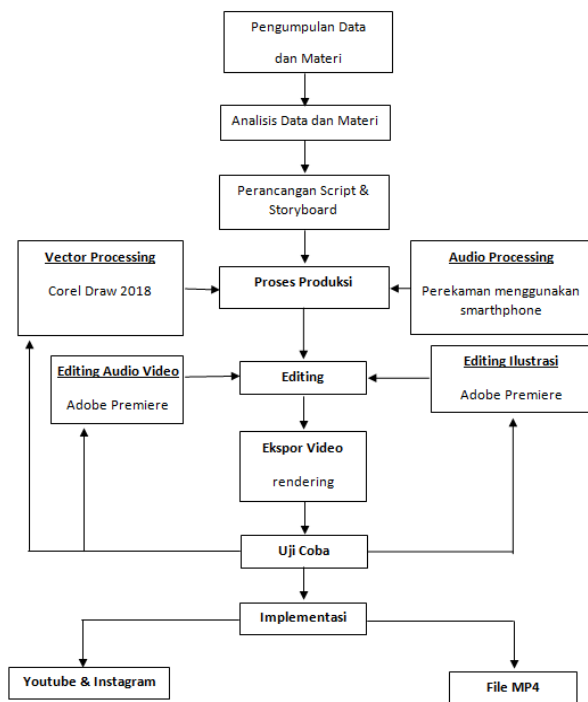 Pengumpulan Data
dan Materi
Analisis Data dan Materi
Perancangan Script &
Storyboard
Vector Processing
Corel Draw 2018
Proses Produksi
Audio Processing
Perekaman menggunakan
smarthphone
Editing Audio Video
Adobe Premiere
Editing
Editing Ilustrasi
Adobe Premiere
Ekspor Video
rendering
Uji Coba
Implementasi
Youtube & Instagram
File MP4